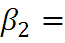 β₂ =